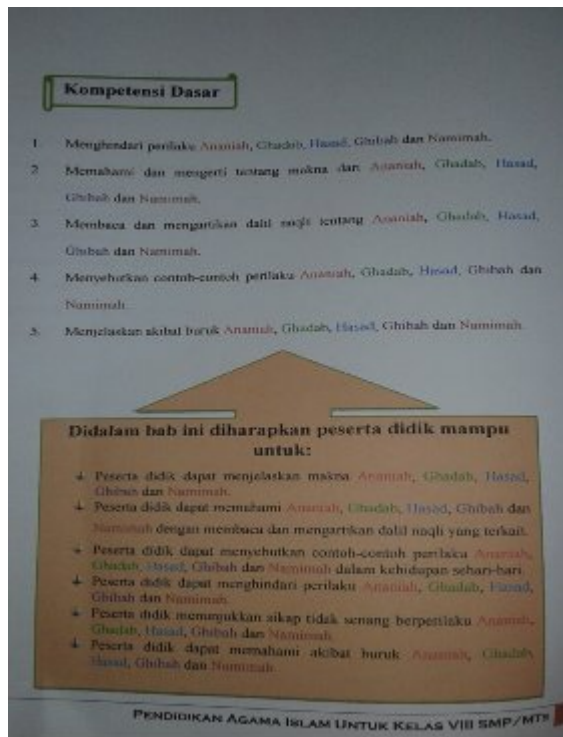 Kompetensi Dasar
1. Menghindari perilaku Ananiah, Ghadab, Hasad, Ghibah dan Namimah.
2. Memahami dan mengerti tentang makna dari Ananiah, Ghadab, Hasad,
Ghibah dan Namimah.
3. Membaca dan mengartikan dalil naqli tentang Ananiah, Ghadab, Hasad,
Ghibah dan Namimah.
4. Menyebutkan contoh-contoh perilaku Ananiah, Ghadab, Hasad, Ghibah dan
Namimah.
5. Menjelaskan akibat buruk Ananiah, Ghadab, Hasad, Ghibah dan Namimah.
Didalam bab ini diharapkan peserta didik mampu
untuk:
Peserta didik dapat menjelaskan makna Ananiah, Ghadab, Hasad,
Ghibah dan Namimah.
Peserta didik dapat memahami Ananiah, Ghadab, Hasad, Ghibah dan
Namimah dengan membaca dan mengartikan dalil naqli yang terkait.
Peserta didik dapat menyebutkan contoh-contoh perilaku Ananiah,
Ghadab, Hasad, Ghibah dan Namimah dalam kehidupan sehari-hari.
Peserta didik dapat menghindari perilaku Ananiah, Ghadab, Hasad,
Ghibah dan Namimah.
Peserta didik menunjukkan sikap tidak senang berperilaku Ananiah,
Ghadab, Hasad, Ghibah dan Namimah.
Peserta didik dapat memahami akibat buruk Ananiah, Ghadab,
Hasad, Ghibah dan Namimah.
PENDIDIKAN AGAMA ISLAM UNTUK KELAS VIII SMP/MTS